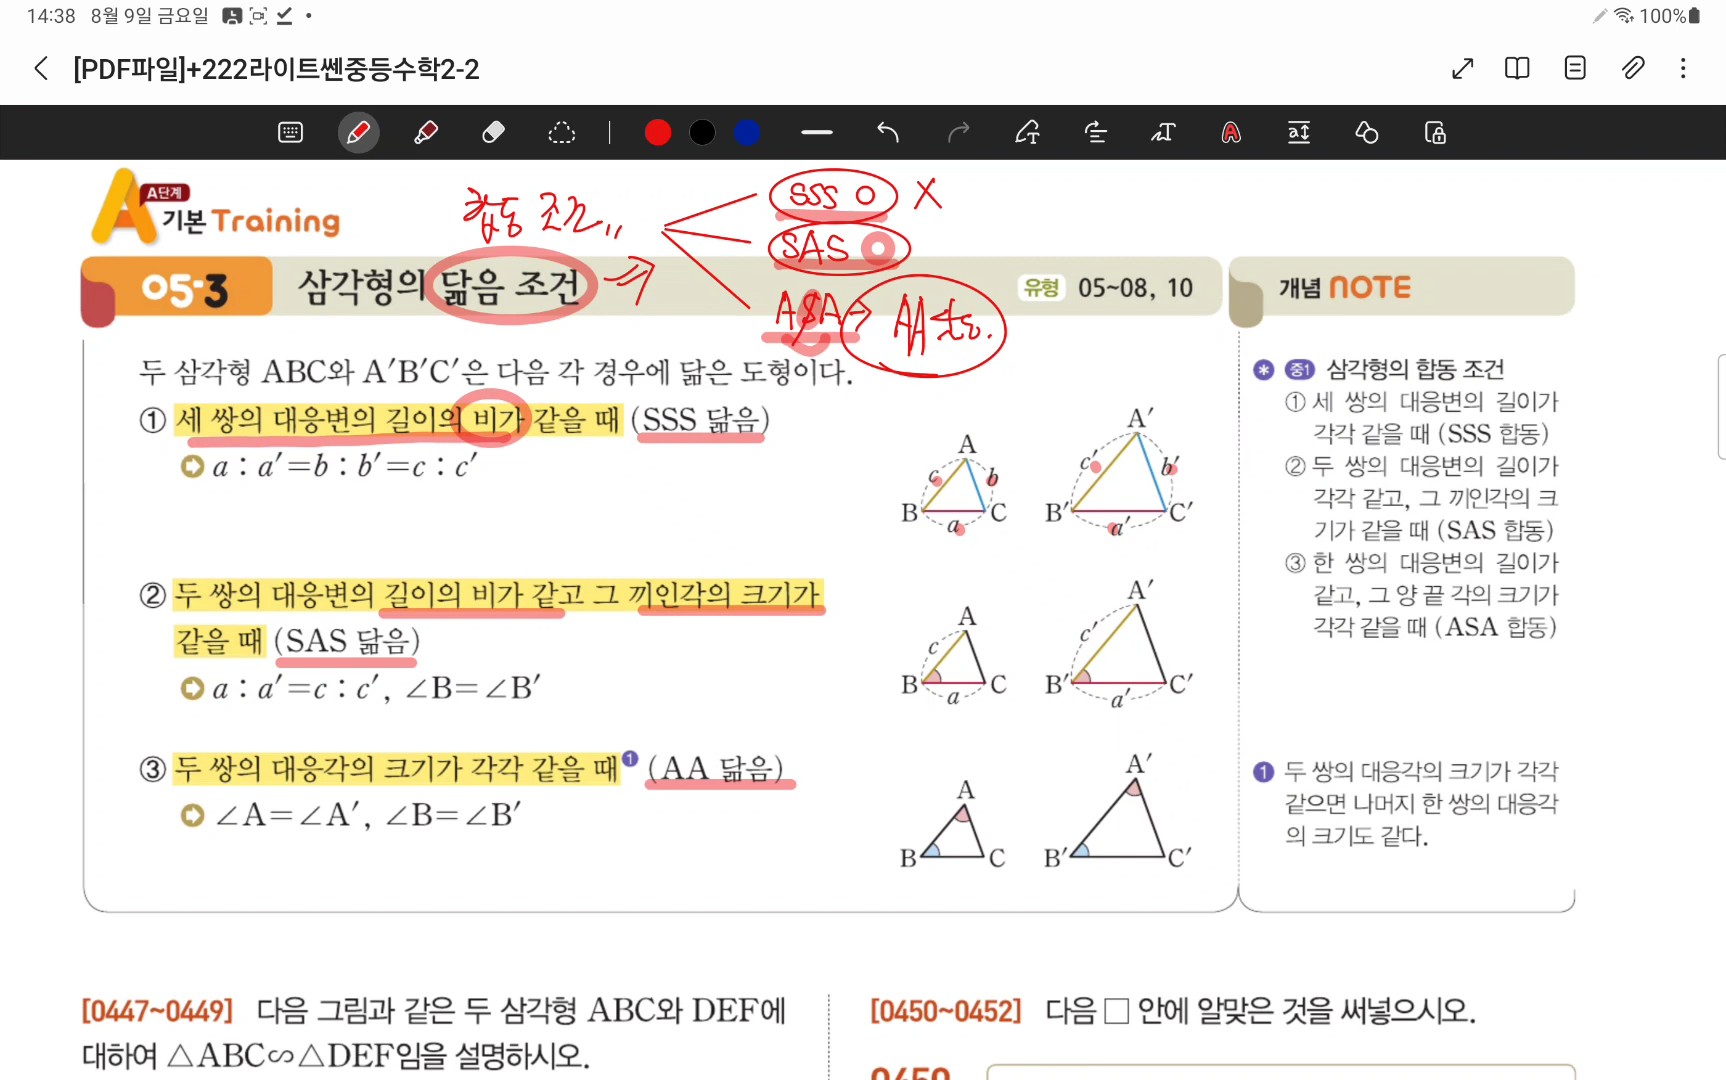 14:38 8월 9일 금요일
100%
[PDF파일]+222라이트쎈중등수학2-2
A단계
기본 Training
합동 조건
SSS O X
SAS O
ASA → AA닮음.
05-3 삼각형의 닮음 조건
유형 05~08, 10
두 삼각형 ABC와 A′B′C′은 다음 각 경우에 닮은 도형이다.
① 세 쌍의 대응변의 길이의 비가 같을 때 (SSS 닮음)
a : a′=b : b′=c : c′
A
c b
B a C
A′
c′ b′
B′ a′ C′
② 두 쌍의 대응변의 길이의 비가 같고 그 끼인각의 크기가
같을 때 (SAS 닮음)
a : a′=c : c′, ∠B=∠B′
A
c
B a C
A′
c′
B′ a′ C′
③ 두 쌍의 대응각의 크기가 각각 같을 때 1 (AA 닮음)
∠A=∠A′, ∠B=∠B′
A
B C
A′
B′ C′
개념 NOTE
* 중1 삼각형의 합동 조건
① 세 쌍의 대응변의 길이가
각각 같을 때 (SSS 합동)
② 두 쌍의 대응변의 길이가
각각 같고, 그 끼인각의 크
기가 같을 때 (SAS 합동)
③ 한 쌍의 대응변의 길이가
같고, 그 양 끝 각의 크기가
각각 같을 때 (ASA 합동)
1 두 쌍의 대응각의 크기가 각각
같으면 나머지 한 쌍의 대응각
의 크기도 같다.
[0447~0449] 다음 그림과 같은 두 삼각형 ABC와 DEF에
대하여 △ABC∽△DEF임을 설명하시오.
[0450~0452] 다음 □ 안에 알맞은 것을 써넣으시오.
0450